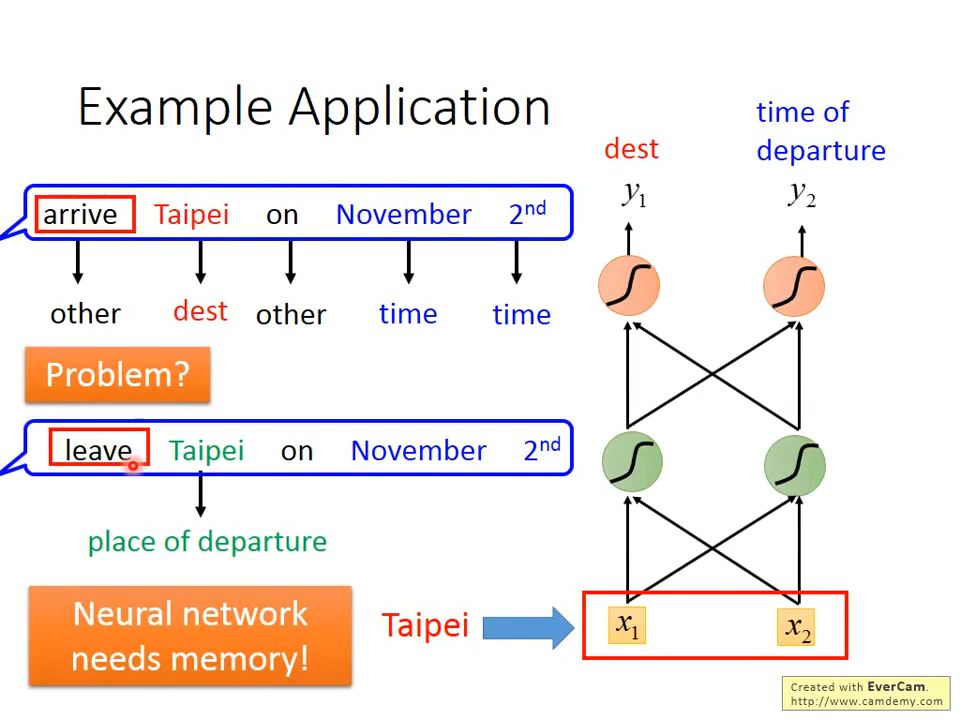 Example Application
arrive Taipei on November 2nd
other dest other time time
Problem?
leave Taipei on November 2nd
place of departure
Neural network
needs memory!
dest
time of
departure
y1 y2
Taipei
x1 x2
Created with EverCam.
http://www.camdemy.com